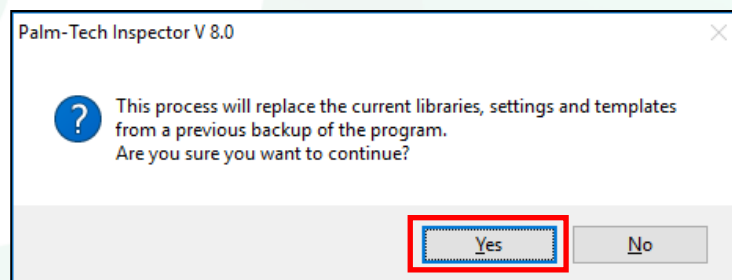 Palm-Tech Inspector V 8.0
This process will replace the current libraries, settings and templates
from a previous backup of the program.
Are you sure you want to continue?
Yes
No